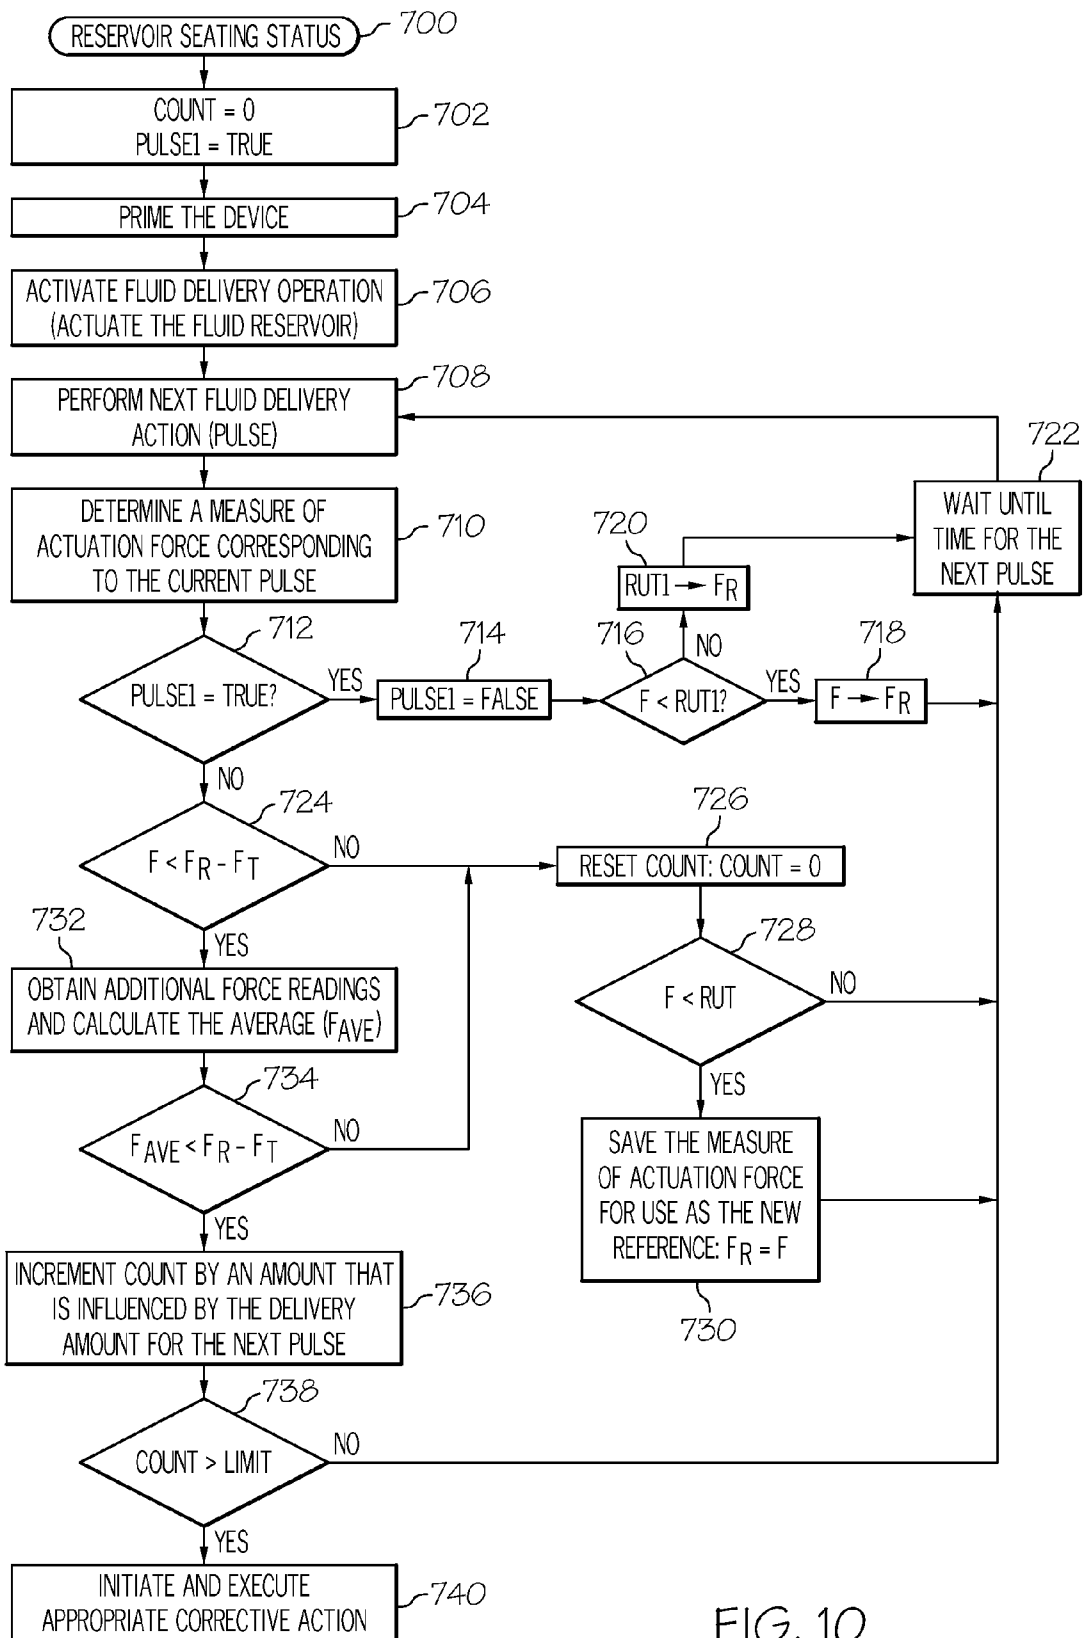 RESERVOIR SEATING STATUS
700
COUNT = 0
PULSE1 = TRUE
702
PRIME THE DEVICE
704
ACTIVATE FLUID DELIVERY OPERATION
(ACTUATE THE FLUID RESERVOIR)
706
PERFORM NEXT FLUID DELIVERY
ACTION (PULSE)
708
DETERMINE A MEASURE OF
ACTUATION FORCE CORRESPONDING
TO THE CURRENT PULSE
710
712
PULSE1 = TRUE?
YES
NO
714
PULSE1 = FALSE
716
F < RUT1?
NO
YES
720
RUT1 → FR
718
F → FR
722
WAIT UNTIL
TIME FOR THE
NEXT PULSE
724
F < FR - FT
NO
YES
726
RESET COUNT: COUNT = 0
728
F < RUT
NO
YES
SAVE THE MEASURE
OF ACTUATION FORCE
FOR USE AS THE NEW
REFERENCE: FR = F
730
732
OBTAIN ADDITIONAL FORCE READINGS
AND CALCULATE THE AVERAGE (FAVE)
734
FAVE < FR - FT
NO
YES
INCREMENT COUNT BY AN AMOUNT THAT
IS INFLUENCED BY THE DELIVERY
AMOUNT FOR THE NEXT PULSE
736
738
COUNT > LIMIT
NO
YES
INITIATE AND EXECUTE
APPROPRIATE CORRECTIVE ACTION
740
FIG. 10